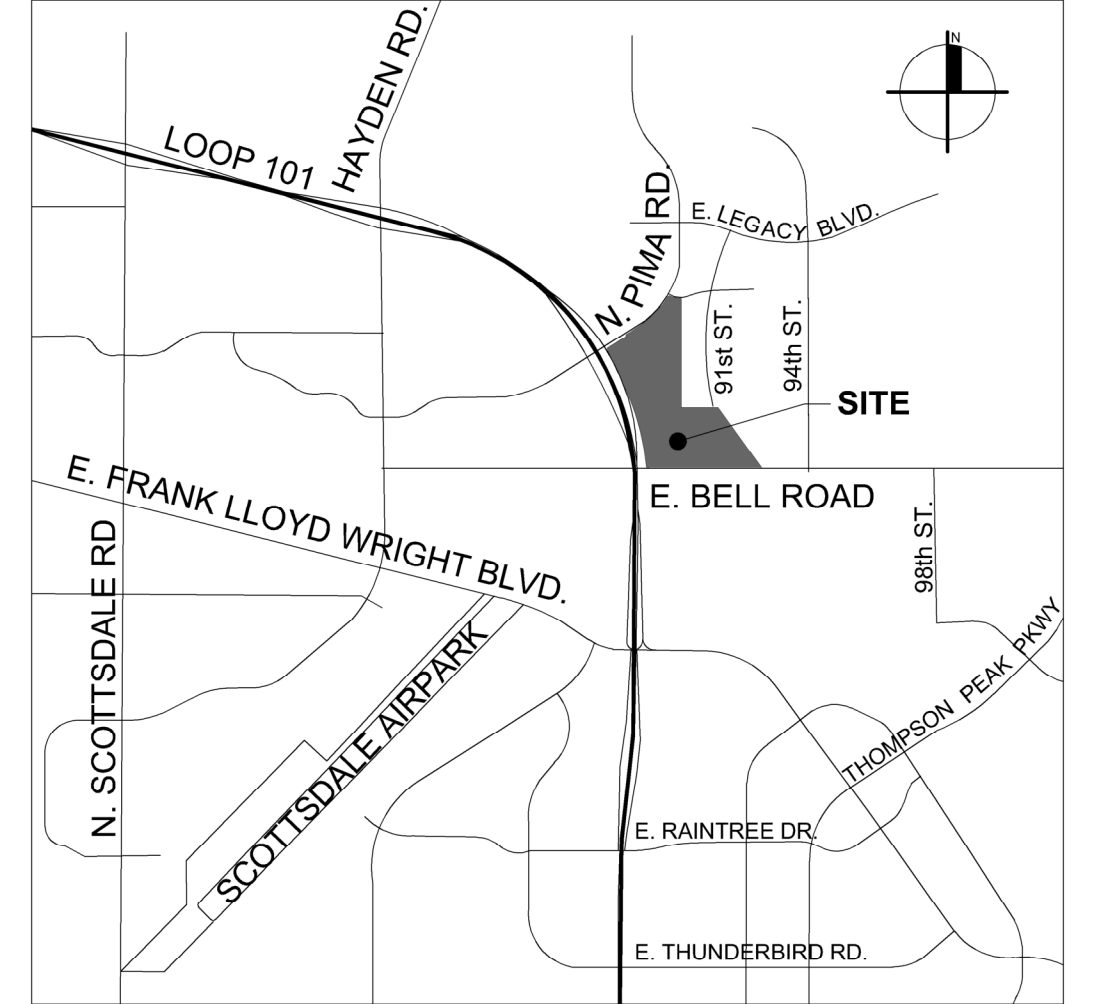 HAYDEN RD.
N
LOOP 101
N. PIMA RD.
E. LEGACY BLVD.
91st ST.
94th ST.
SITE
E. BELL ROAD
E. FRANK LLOYD WRIGHT BLVD.
98th ST.
N. SCOTTSDALE RD
SCOTTSDALE AIRPARK
THOMPSON PEAK PKWY
E. RAINTREE DR.
E. THUNDERBIRD RD.